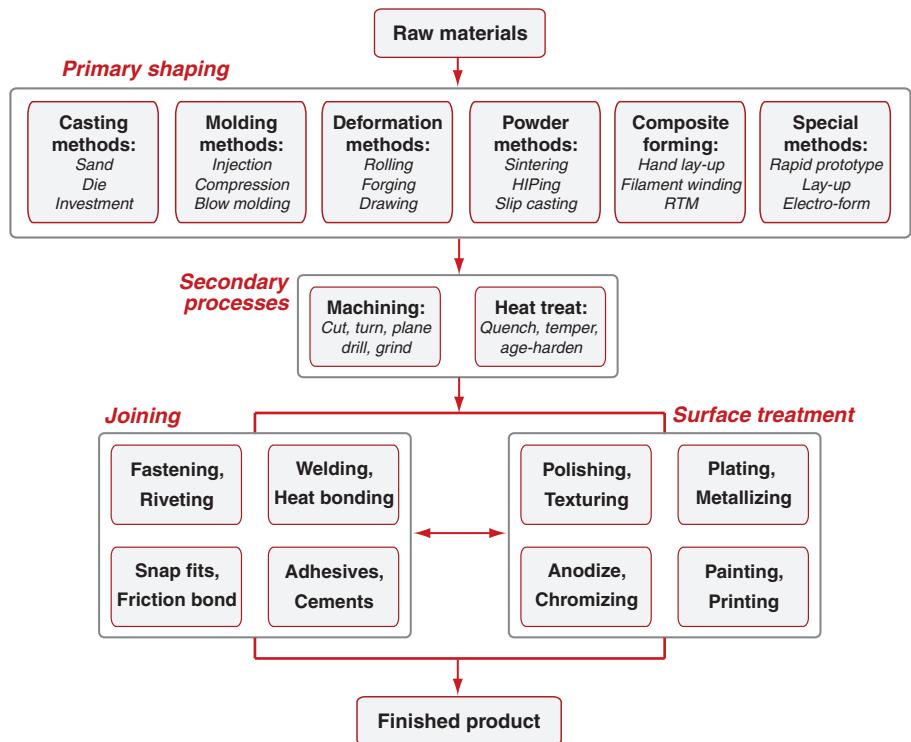 Raw materials
Primary shaping
Casting
methods:
Sand
Die
Investment
Molding
methods:
Injection
Compression
Blow molding
Deformation
methods:
Rolling
Forging
Drawing
Powder
methods:
Sintering
HIPing
Slip casting
Composite
forming:
Hand lay-up
Filament winding
RTM
Special
methods:
Rapid prototype
Lay-up
Electro-form
Secondary
processes
Machining:
Cut, turn, plane
drill, grind
Heat treat:
Quench, temper,
age-harden
Joining
Fastening,
Riveting
Welding,
Heat bonding
Snap fits,
Friction bond
Adhesives,
Cements
Surface treatment
Polishing,
Texturing
Plating,
Metallizing
Anodize,
Chromizing
Painting,
Printing
Finished product